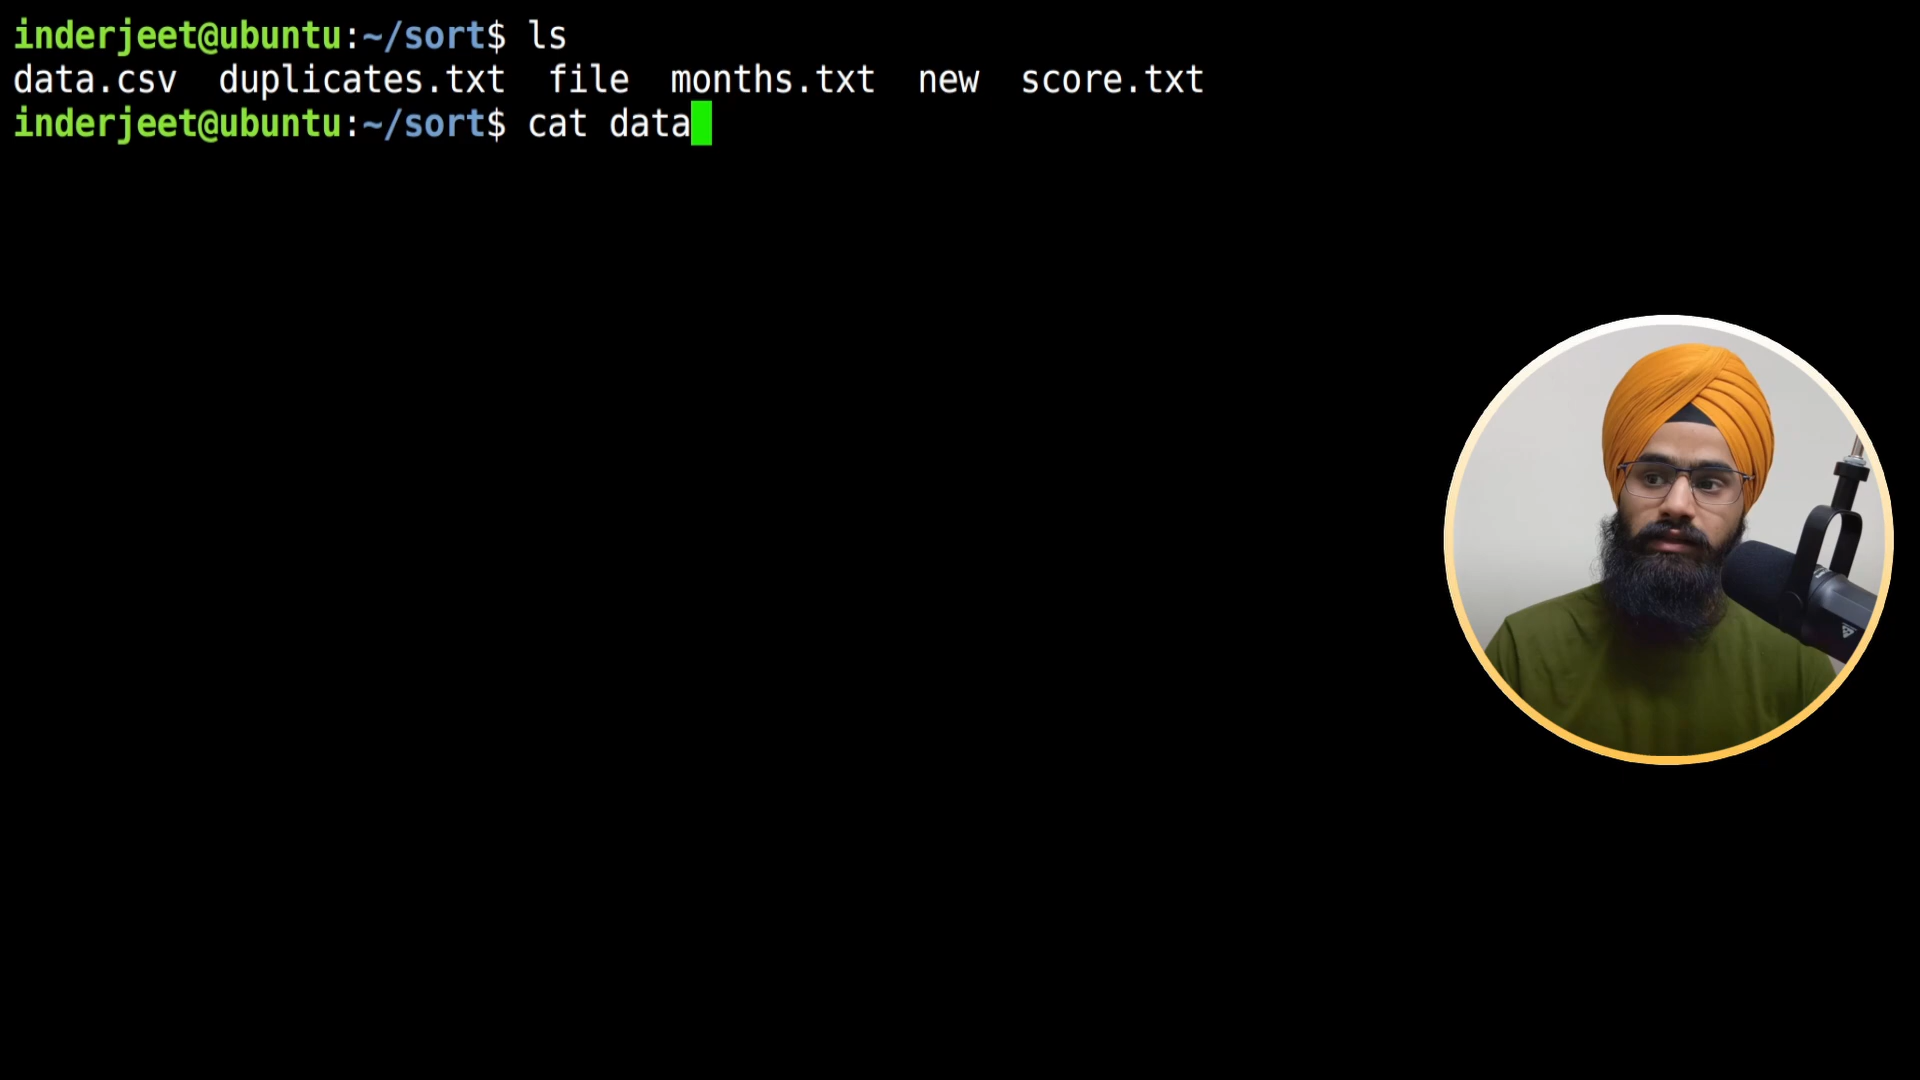 inderjeet@ubuntu:~/sort$ ls
data.csv  duplicates.txt  file  months.txt  new  score.txt
inderjeet@ubuntu:~/sort$ cat data